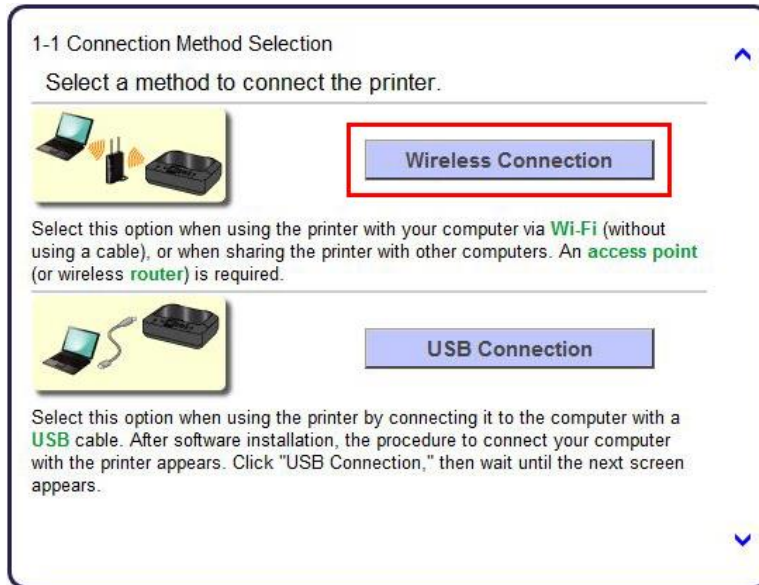 1-1 Connection Method Selection
Select a method to connect the printer.
Wireless Connection
Select this option when using the printer with your computer via Wi-Fi (without
using a cable), or when sharing the printer with other computers. An access point
(or wireless router) is required.
USB Connection
Select this option when using the printer by connecting it to the computer with a
USB cable. After software installation, the procedure to connect your computer
with the printer appears. Click "USB Connection," then wait until the next screen
appears.